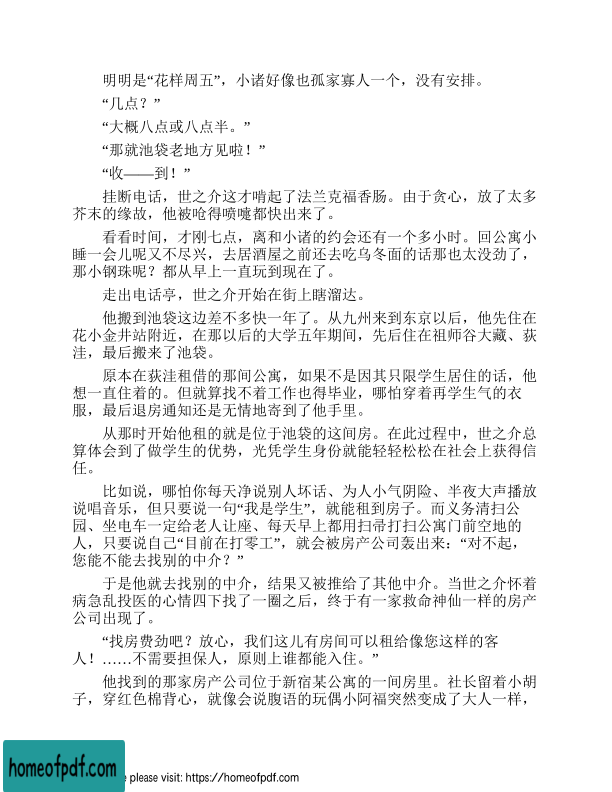 明明是“花样周五”，小诸好像也孤家寡人一个，没有安排。
“几点？”
“大概八点或八点半。”
“那就池袋老地方见啦！”
“收——到！”
挂断电话，世之介这才啃起了法兰克福香肠。由于贪心，放了太多
芥末的缘故，他被呛得喷嚏都快出来了。
看看时间，才刚七点，离和小诸的约会还有一个多小时。回公寓小
睡一会儿呢又不尽兴，去居酒屋之前还去吃乌冬面的话那也太没劲了，
那小钢珠呢？都从早上一直玩到现在了。
走出电话亭，世之介开始在街上瞎溜达。
他搬到池袋这边差不多快一年了。从九州来到东京以后，他先住在
花小金井站附近，在那以后的大学五年期间，先后住在祖师谷大藏、荻
洼，最后搬来了池袋。
原本在荻洼租借的那间公寓，如果不是因其只限学生居住的话，他
想一直住着的。但就算找不着工作也得毕业，哪怕穿着再学生气的衣
服，最后退房通知还是无情地寄到了他手里。
从那时开始他租的就是位于池袋的这间房。在此过程中，世之介总
算体会到了做学生的优势，光凭学生身份就能轻轻松松在社会上获得信
任。
比如说，哪怕你每天净说别人坏话、为人小气阴险、半夜大声播放
说唱音乐，但只要说一句“我是学生”，就能租到房子。而义务清扫公
园、坐电车一定给老人让座、每天早上都用扫帚打扫公寓门前空地的
人，只要说自己“目前在打零工”，就会被房产公司轰出来：“对不起，
您能不能去找别的中介？”
于是他就去找别的中介，结果又被推给了其他中介。当世之介怀着
病急乱投医的心情四下找了一圈之后，终于有一家救命神仙一样的房产
公司出现了。
“找房费劲吧？放心，我们这儿有房间可以租给像您这样的客
人！……不需要担保人，原则上谁都能入住。”
他找到的那家房产公司位于新宿某公寓的一间房里。社长留着小胡
子，穿红色棉背心，就像会说腹语的玩偶小阿福突然变成了大人一样，
homeofpdf.com
e please visit: https://homeofpdf.com